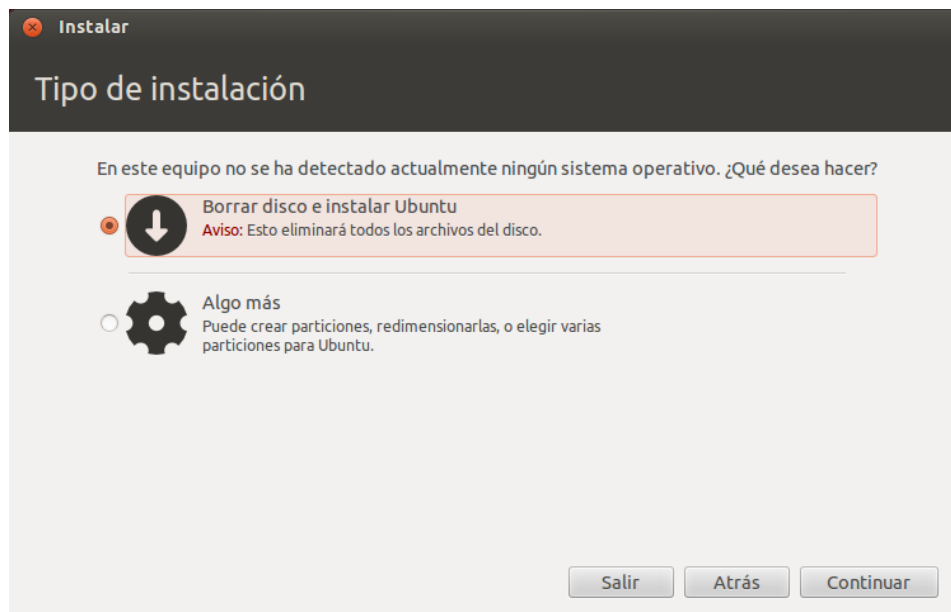 Instalar
Tipo de instalación
En este equipo no se ha detectado actualmente ningún sistema operativo. ¿Qué desea hacer?
Borrar disco e instalar Ubuntu
Aviso: Esto eliminará todos los archivos del disco.
Algo más
Puede crear particiones, redimensionarlas, o elegir varias
particiones para Ubuntu.
Salir
Atrás
Continuar